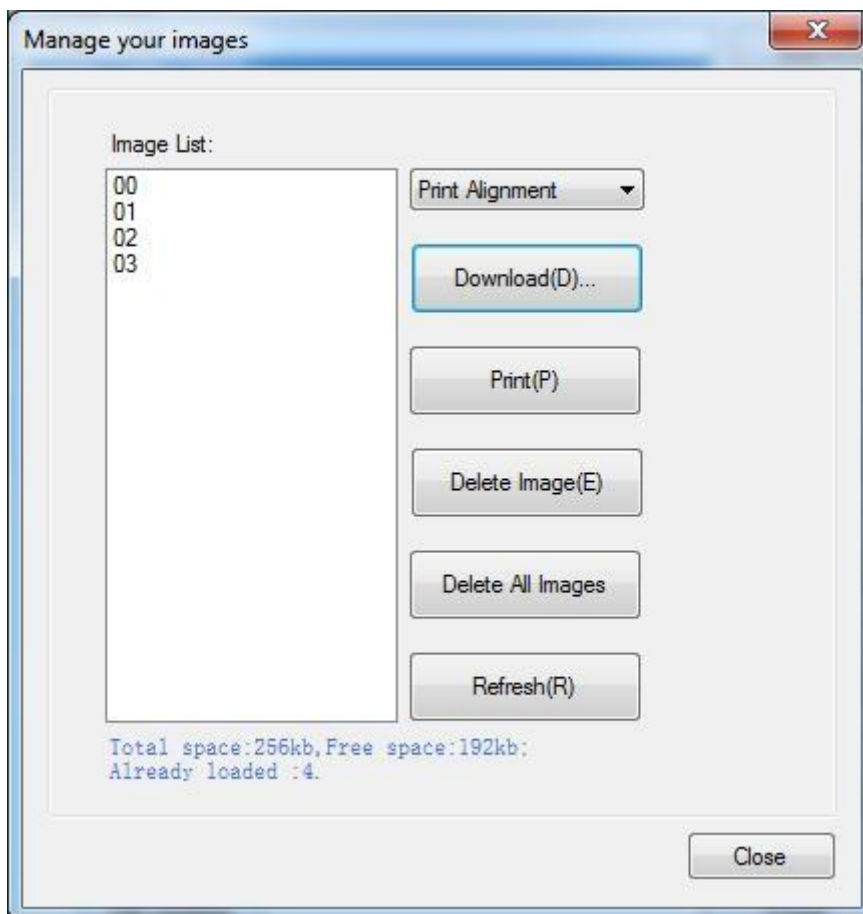 Manage your images
Image List:
00
01
02
03
Print Alignment
Download(D)...
Print(P)
Delete Image(E)
Delete All Images
Refresh(R)
Total space:256kb,Free space:192kb;
Already loaded :4.
Close